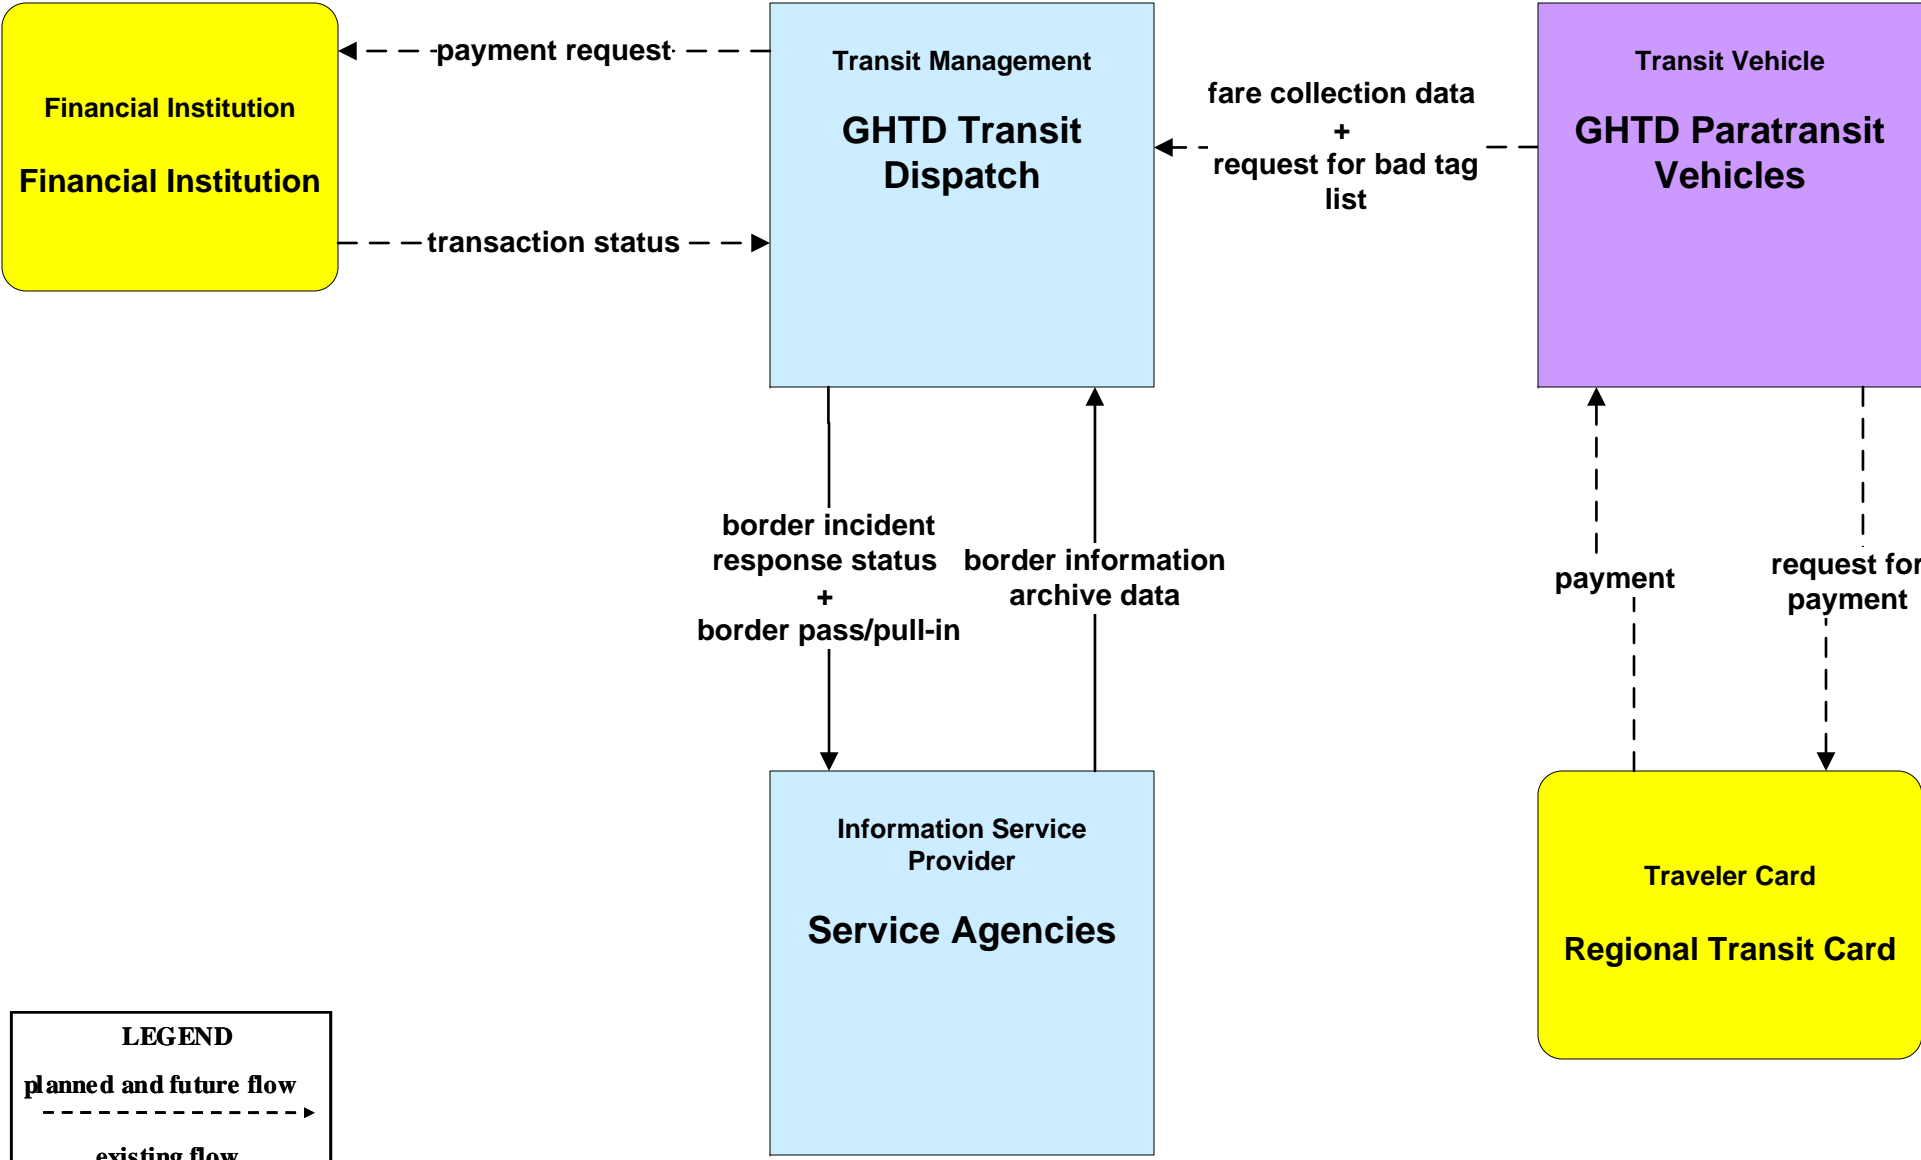 Financial Institution
Financial Institution
payment request
transaction status
Transit Management
GHTD Transit
Dispatch
fare collection data
+
request for bad tag
list
Transit Vehicle
GHTD Paratransit
Vehicles
border incident
response status
+
border pass/pull-in
border information
archive data
payment
request for
payment
Information Service
Provider
Service Agencies
Traveler Card
Regional Transit Card
LEGEND
planned and future flow
existing flow